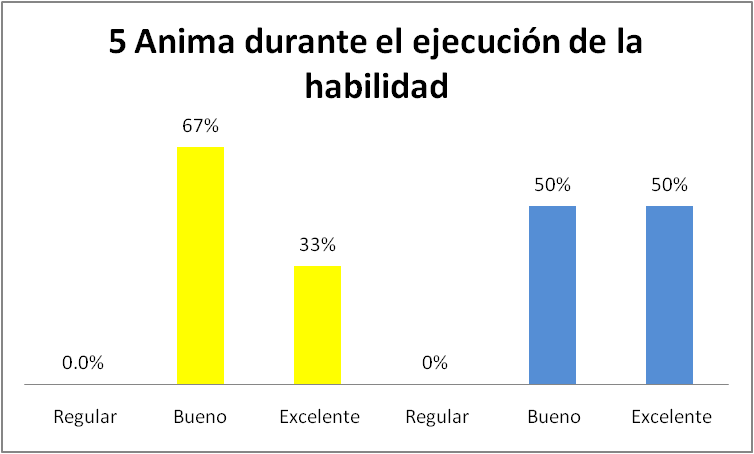 5 Anima durante el ejecución de la
habilidad
67%
50% 50%
33%
0.0% 0%
Regular Bueno Excelente Regular Bueno Excelente